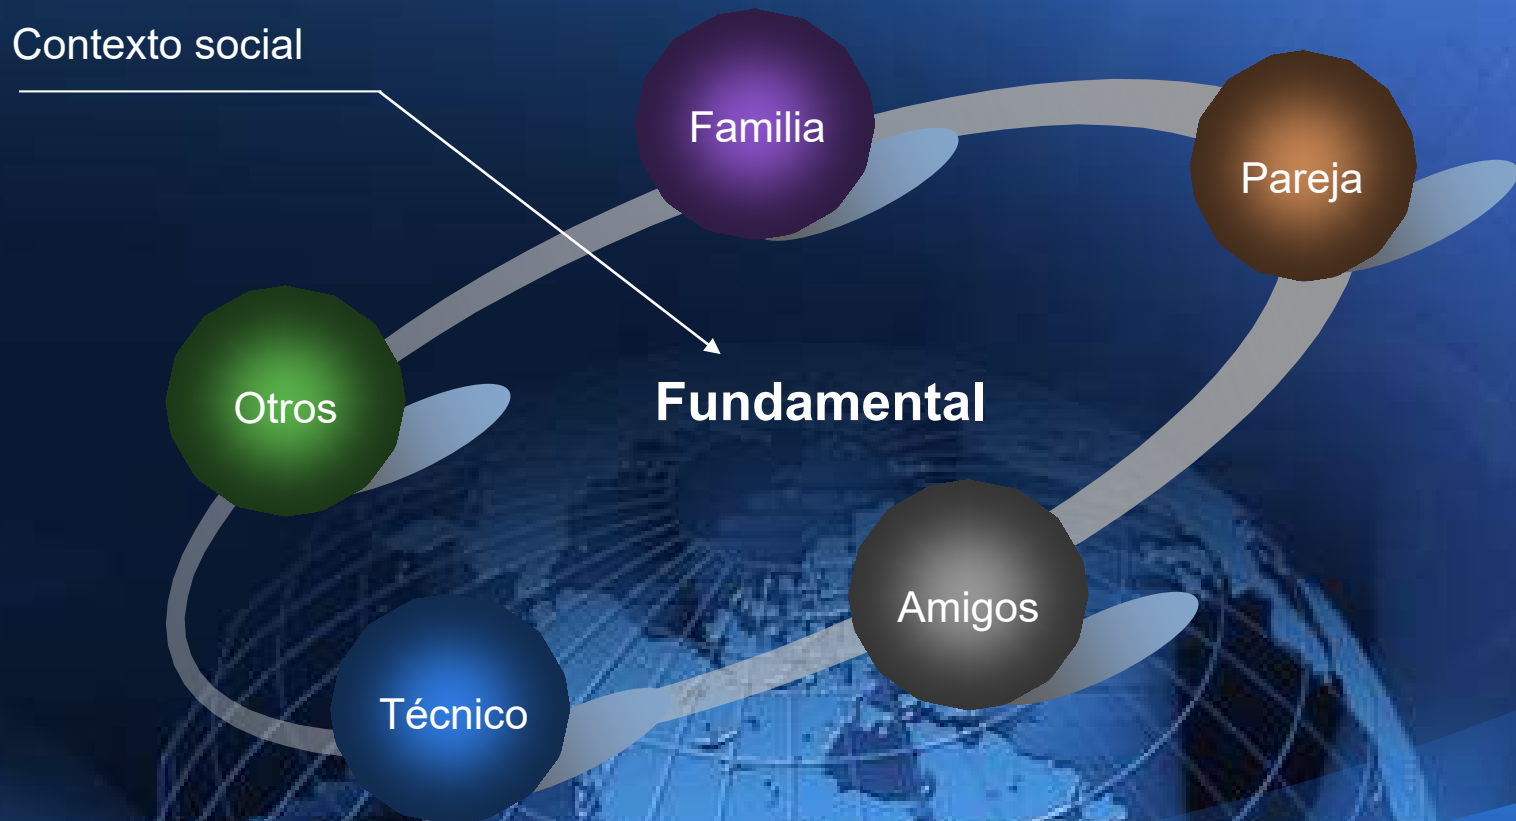 Contexto social
Familia
Pareja
Otros
Fundamental
Amigos
Técnico